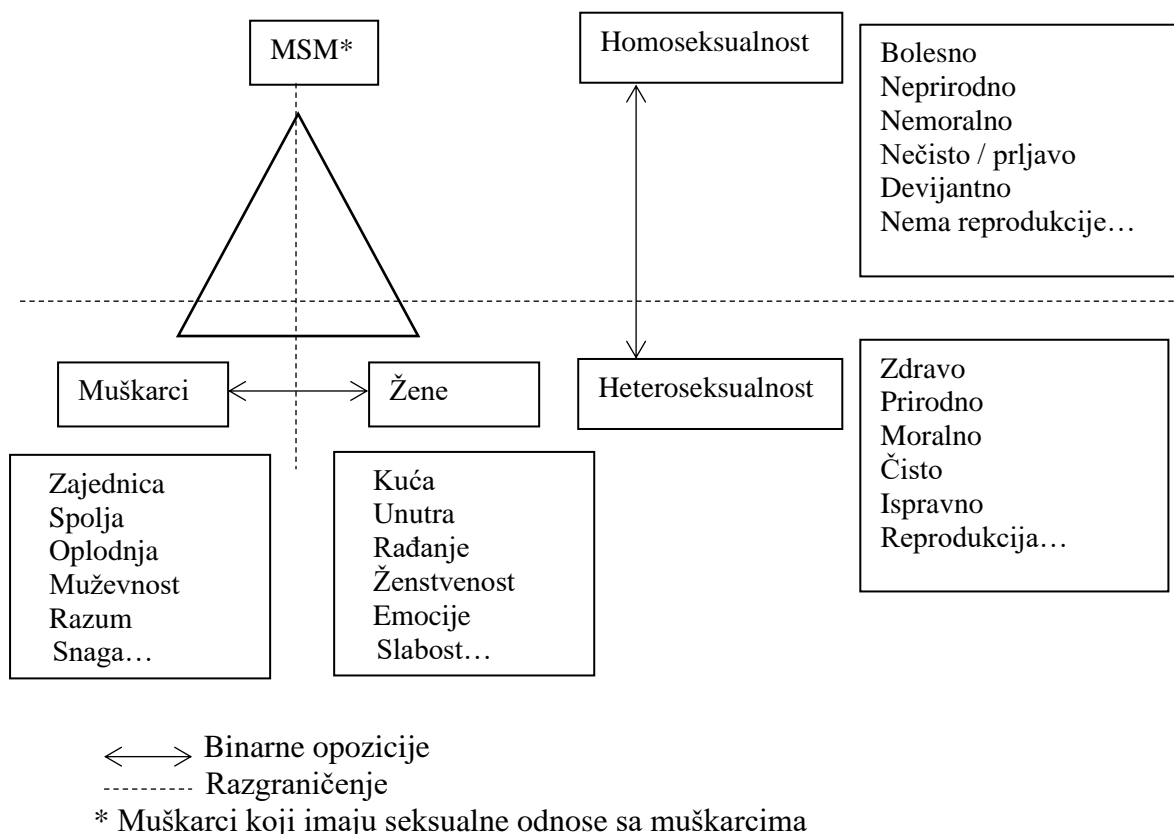 MSM*
Homoseksualnost
Bolesno
Neprirodno
Nemoralno
Nečisto / prljavo
Devijantno
Nema reprodukcije…
Muškarci
Žene
Heteroseksualnost
Zdravo
Prirodno
Moralno
Čisto
Ispravno
Reprodukcija…
Zajednica
Spolja
Oplodnja
Muževnost
Razum
Snaga…
Kuća
Unutra
Rađanje
Ženstvenost
Emocije
Slabost…
Binarne opozicije
Razgraničenje
* Muškarci koji imaju seksualne odnose sa muškarcima